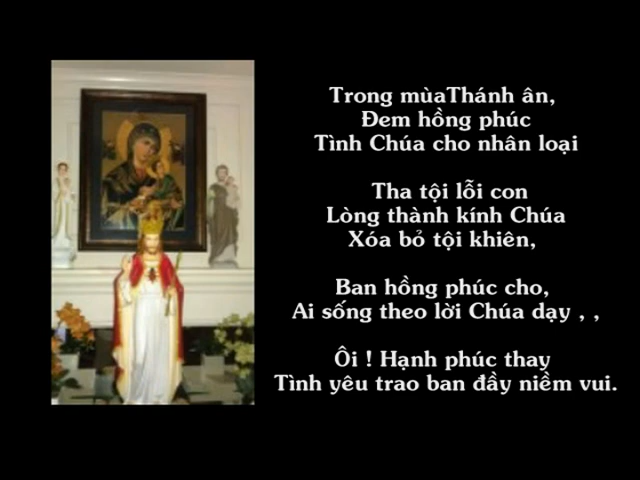 Trong mùaThánh ân,
Đem hồng phúc
Tình Chúa cho nhân loại
Tha tội lỗi con
Lòng thành kính Chúa
Xóa bỏ tội khiên,
Ban hồng phúc cho,
Ai sống theo lời Chúa dạy , ,
Ôi ! Hạnh phúc thay
Tình yêu trao ban đầy niềm vui.